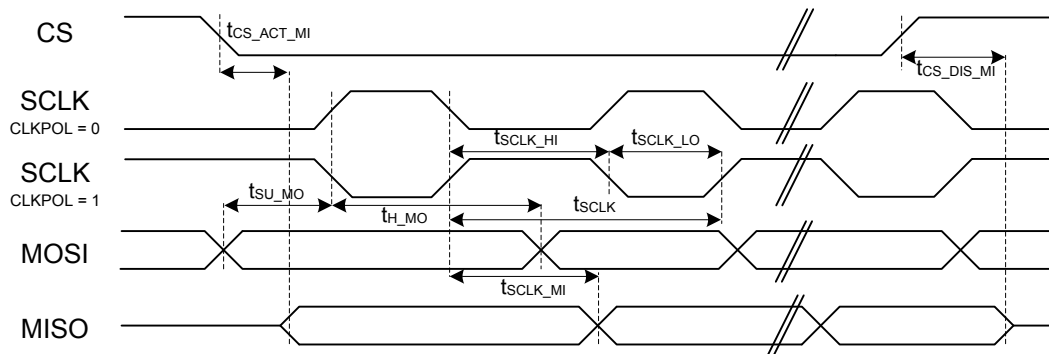 CS
tCS_ACT_MI
tCS_DIS_MI
SCLK
CLKPOL = 0
tSCLK_HI
tSCLK_LO
SCLK
CLKPOL = 1
tSU_MO
tH_MO
tSCLK
MOSI
tSCLK_MI
MISO